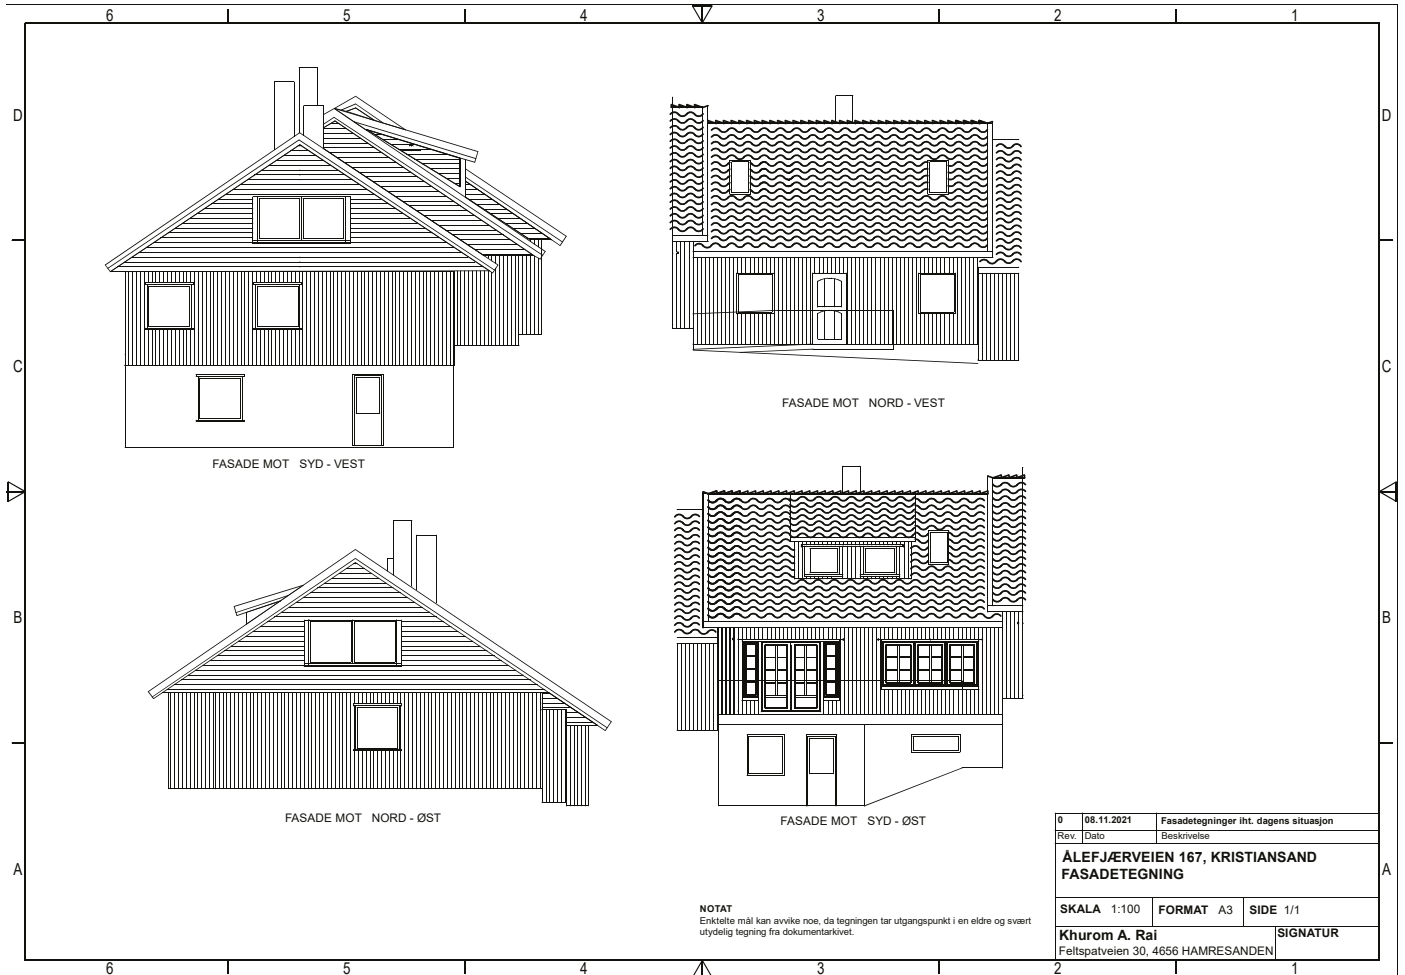 6 5 4 3 2 1
D D
FASADE MOT NORD - VEST
C C
FASADE MOT SYD - VEST
B B
FASADE MOT NORD - ØST
FASADE MOT SYD - ØST
0 08.11.2021 Fasadetegninger iht. dagens situasjon
Rev. Dato Beskrivelse
ÅLEFJÆRVEIEN 167, KRISTIANSAND
FASADETEGNING
A A
SKALA 1:100 FORMAT A3 SIDE 1/1
NOTAT
Enktelte mål kan avvike noe, da tegningen tar utgangspunkt i en eldre og svært
utydelig tegning fra dokumentarkivet.
Khurom A. Rai SIGNATUR
Feltspatveien 30, 4656 HAMRESANDEN
6 5 4 3 2 1